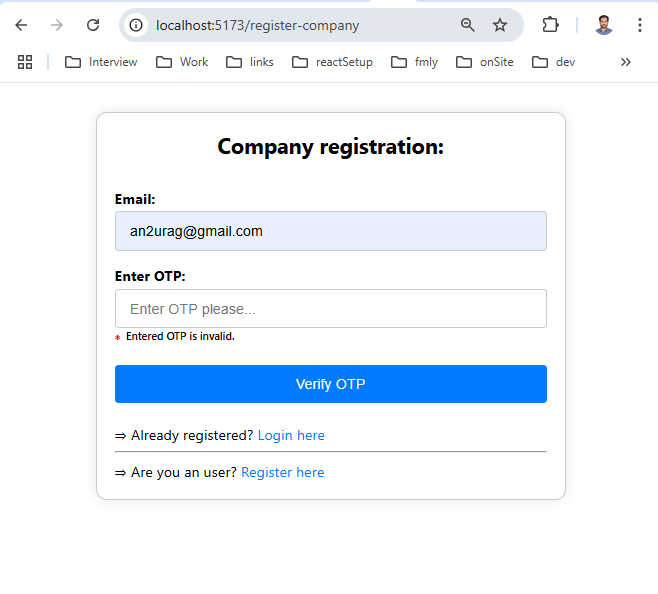 localhost:5173/register-company
Interview Work links reactSetup fmly onSite dev
Company registration:
Email:
an2urag@gmail.com
Enter OTP:
Enter OTP please...
* Entered OTP is invalid.
Verify OTP
⇒ Already registered? Login here
⇒ Are you an user? Register here